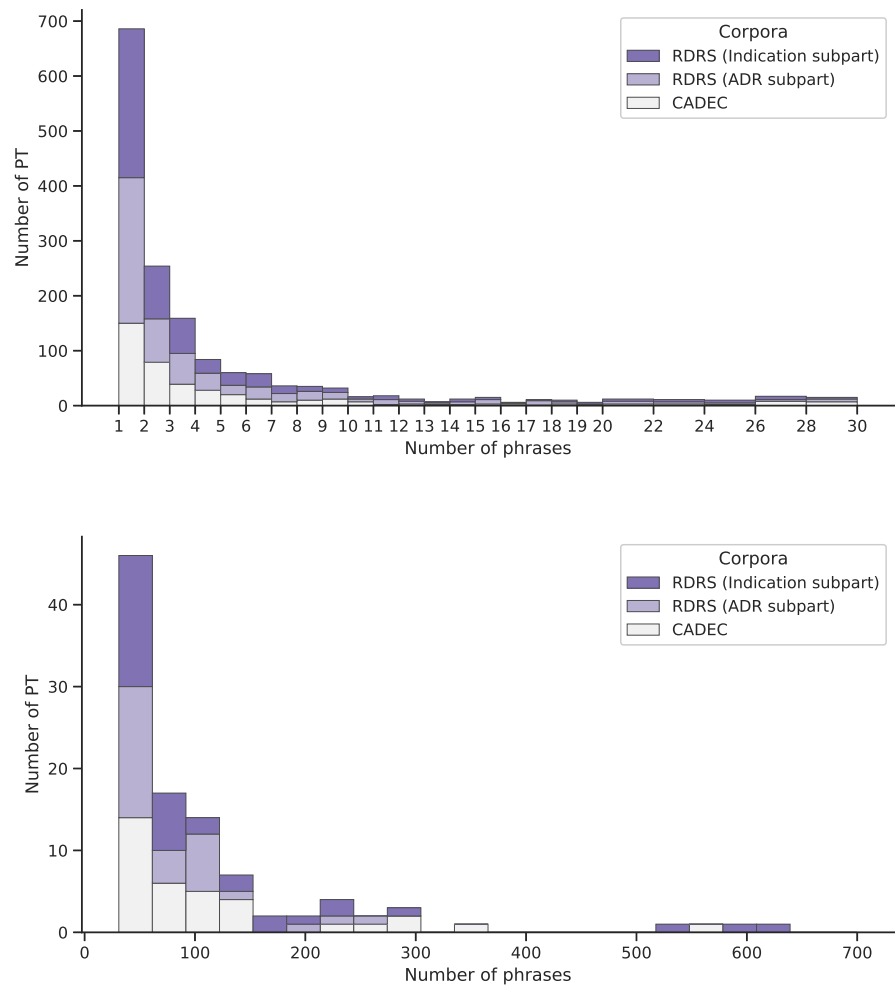 700
600
500
400
300
200
100
0
Number of PT
1 2 3 4 5 6 7 8 9 10 11 12 13 14 15 16 17 18 19 20 22 24 26 28 30
Number of phrases
Corpora
RDRS (Indication subpart)
RDRS (ADR subpart)
CADEC
40
30
20
10
0
Number of PT
0 100 200 300 400 500 600 700
Number of phrases
Corpora
RDRS (Indication subpart)
RDRS (ADR subpart)
CADEC